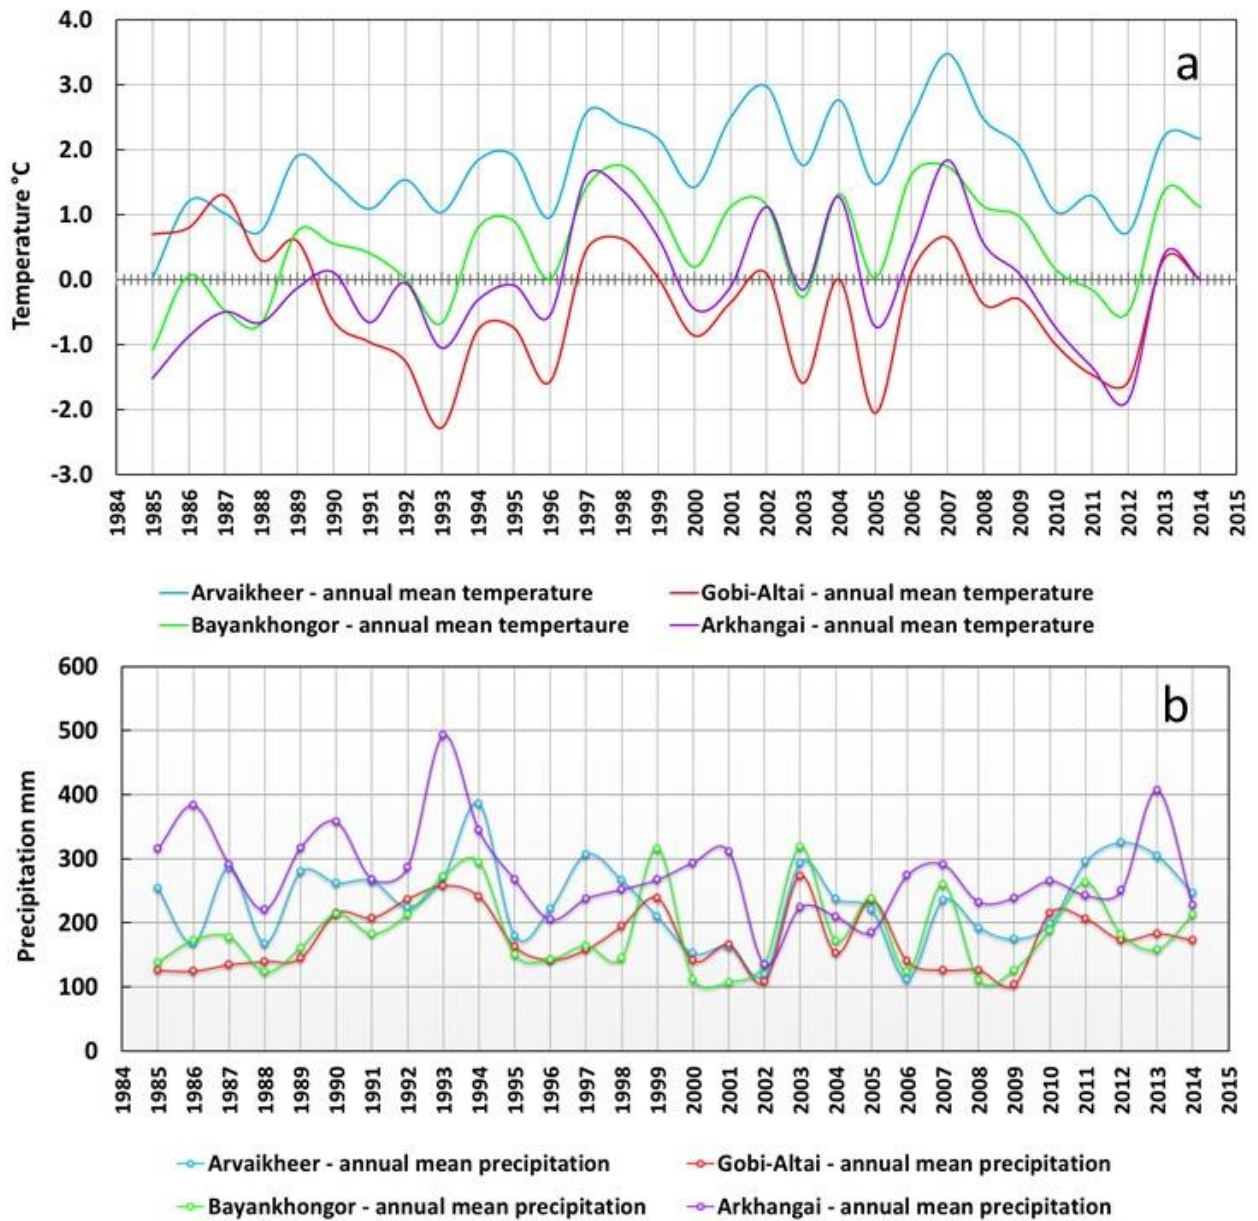 a
4.0
3.0
2.0
1.0
0.0
-1.0
-2.0
-3.0
Temperature °C
1984 1985 1986 1987 1988 1989 1990 1991 1992 1993 1994 1995 1996 1997 1998 1999 2000 2001 2002 2003 2004 2005 2006 2007 2008 2009 2010 2011 2012 2013 2014 2015
Arvaikheer - annual mean temperature Gobi-Altai - annual mean temperature
Bayankhongor - annual mean tempertaure Arkhangai - annual mean temperature
b
600
500
400
300
200
100
0
Precipitation mm
1984 1985 1986 1987 1988 1989 1990 1991 1992 1993 1994 1995 1996 1997 1998 1999 2000 2001 2002 2003 2004 2005 2006 2007 2008 2009 2010 2011 2012 2013 2014 2015
Arvaikheer - annual mean precipitation Gobi-Altai - annual mean precipitation
Bayankhongor - annual mean precipitation Arkhangai - annual mean precipitation